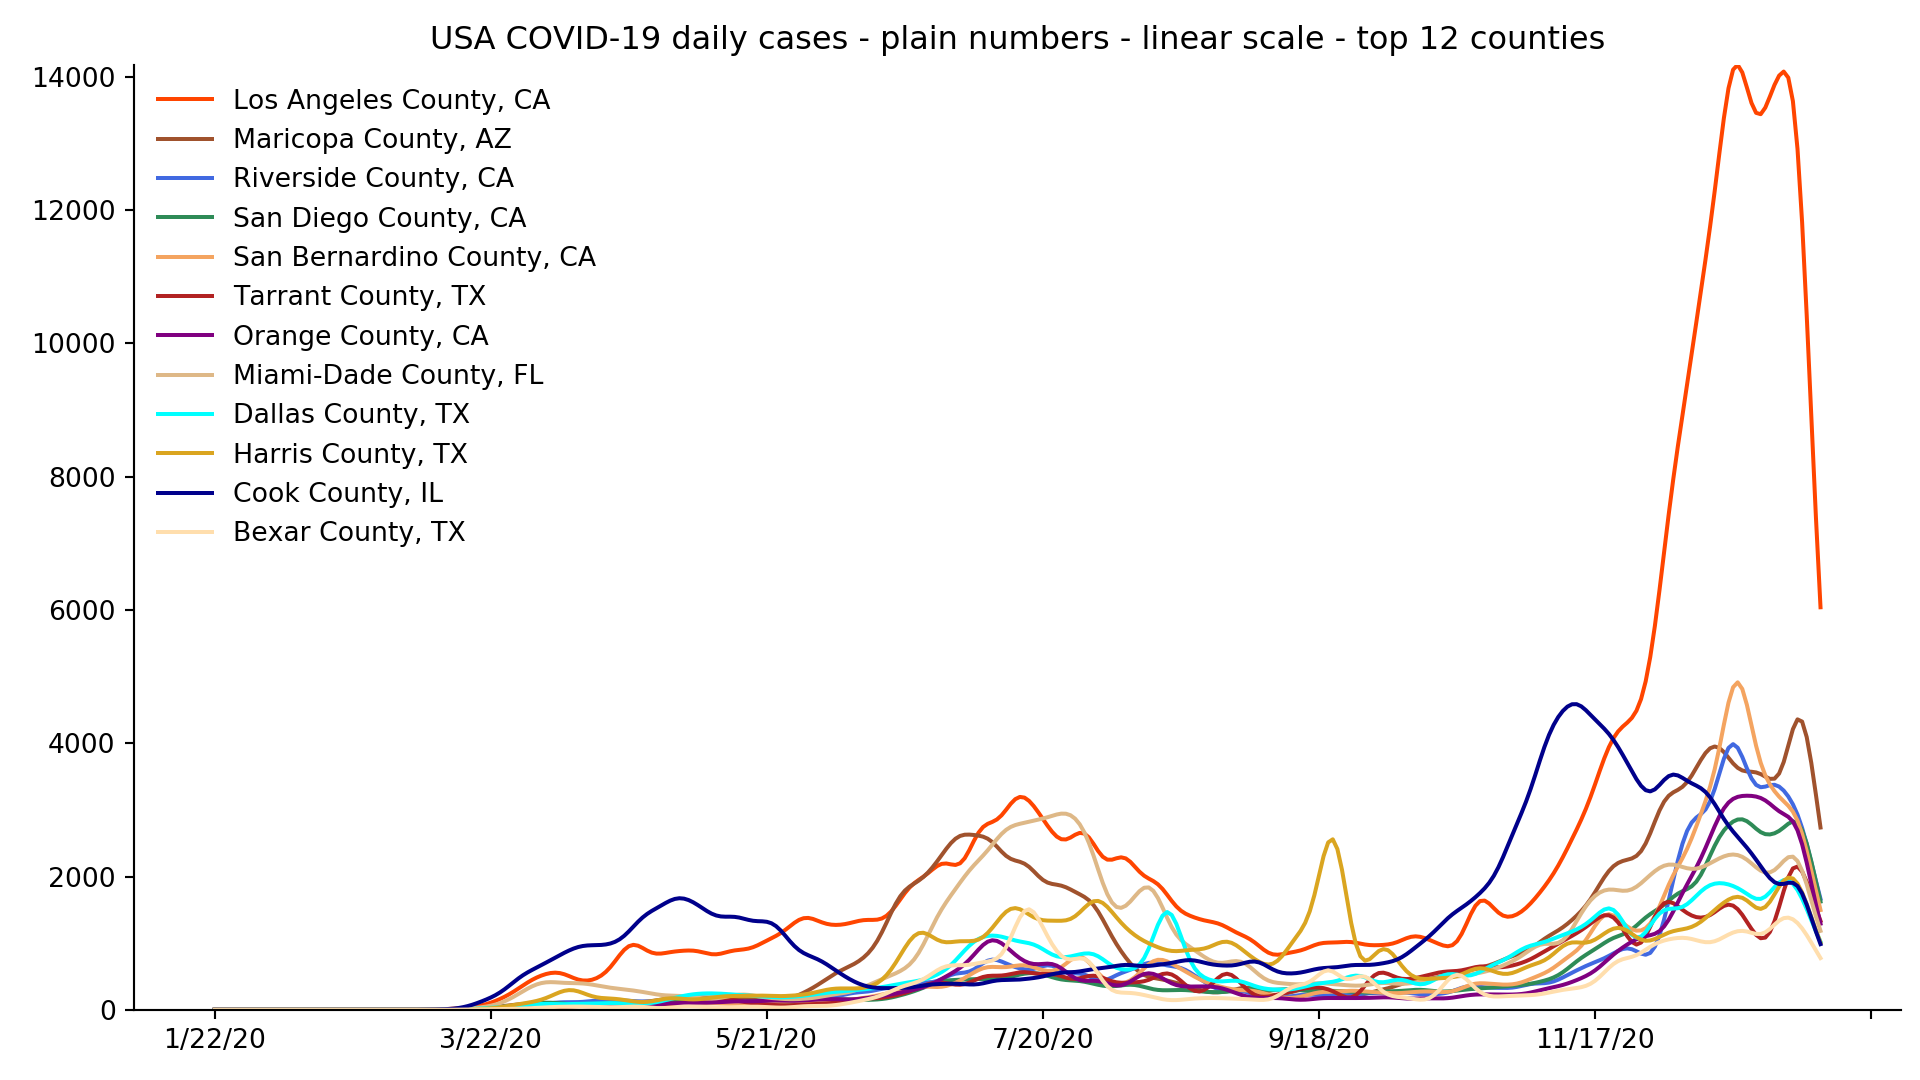 USA COVID-19 daily cases - plain numbers - linear scale - top 12 counties
14000
12000
10000
8000
6000
4000
2000
0
Los Angeles County, CA
Maricopa County, AZ
Riverside County, CA
San Diego County, CA
San Bernardino County, CA
Tarrant County, TX
Orange County, CA
Miami-Dade County, FL
Dallas County, TX
Harris County, TX
Cook County, IL
Bexar County, TX
1/22/20 3/22/20 5/21/20 7/20/20 9/18/20 11/17/20